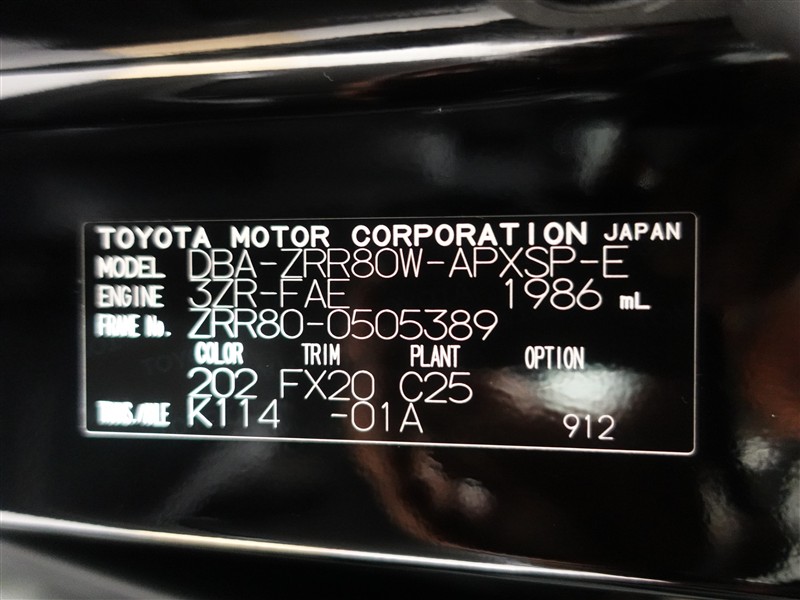 TOYOTA MOTOR CORPORATION JAPAN
MODEL DBA-ZRR80W-APXSP-E
ENGINE 3ZR-FAE 1986 mL
FRAME No. ZRR80-0505389
COLOR TRIM PLANT OPTION
202 FX20 C25
TRANS./AXLE K114 -01A 912